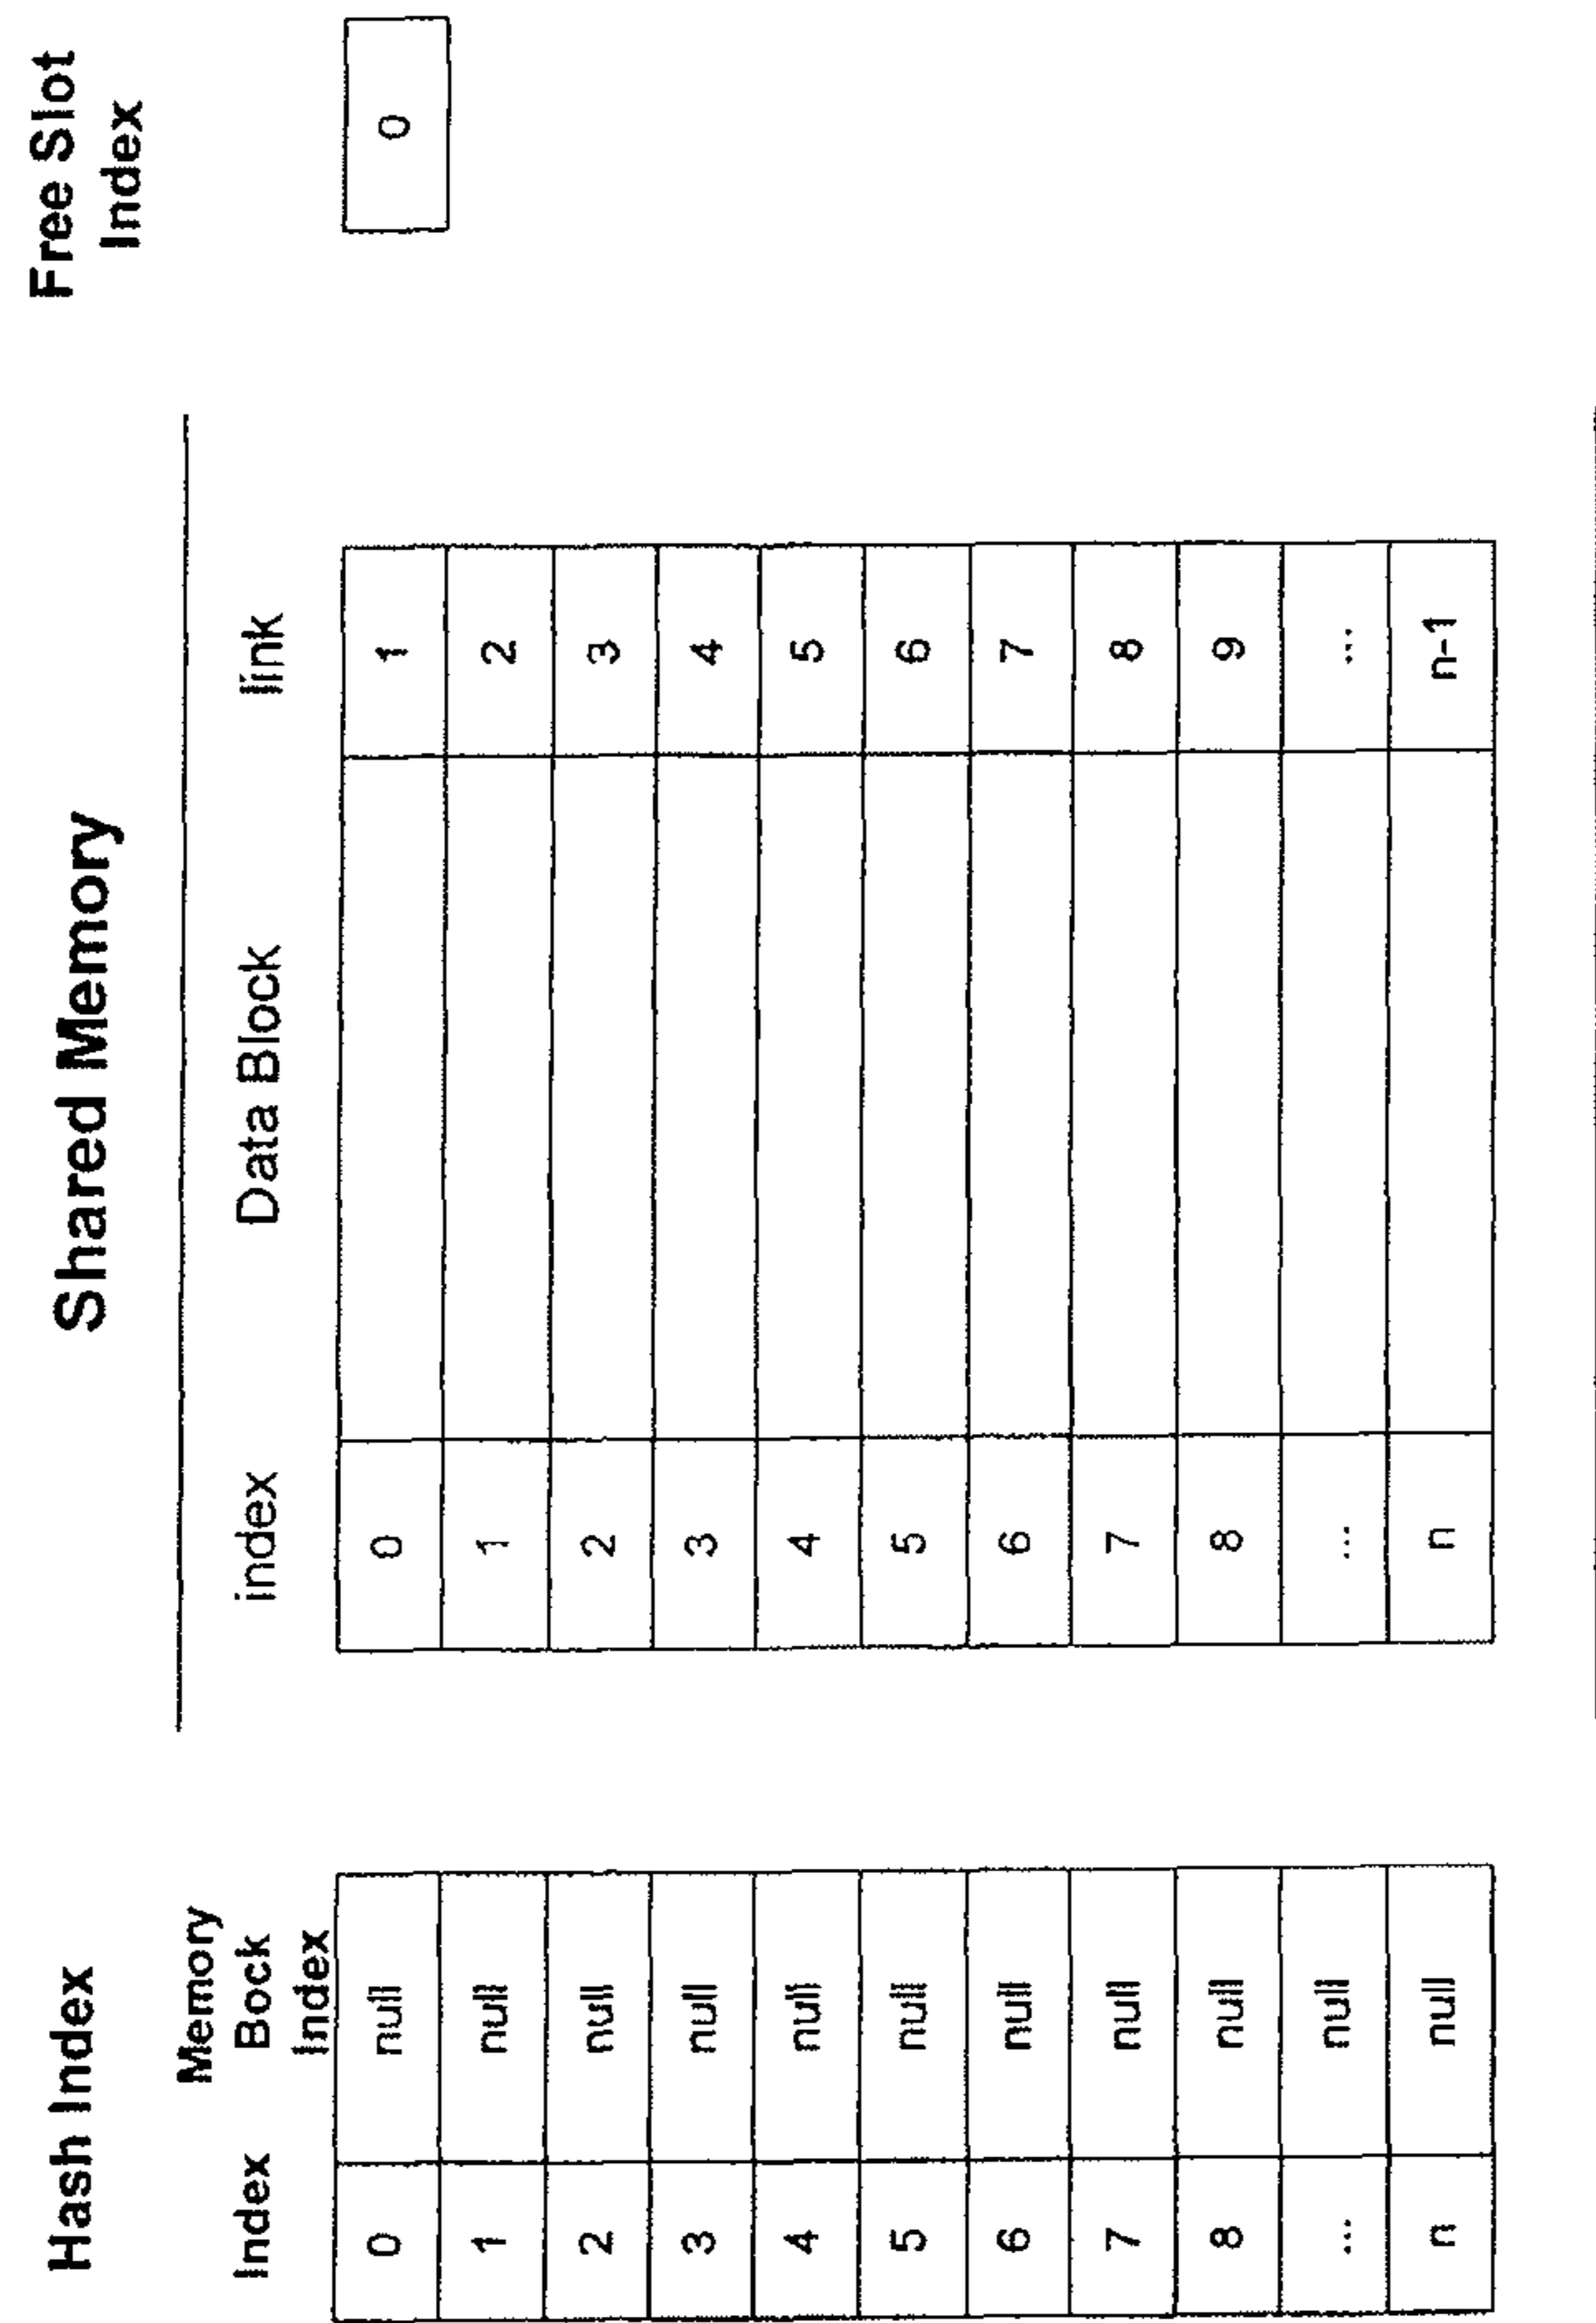 Hash Index
Shared Memory
Free Slot
Index
Memory
Bock
Index
Index
index
Data Block
link
0 null
0
1
0
1 null
1
2
2 null
2
3
3 null
3
4
4 null
4
5
5 null
5
6
6 null
6
7
7 null
7
8
8 null
8
9
... null
...
...
n null
n
n-1